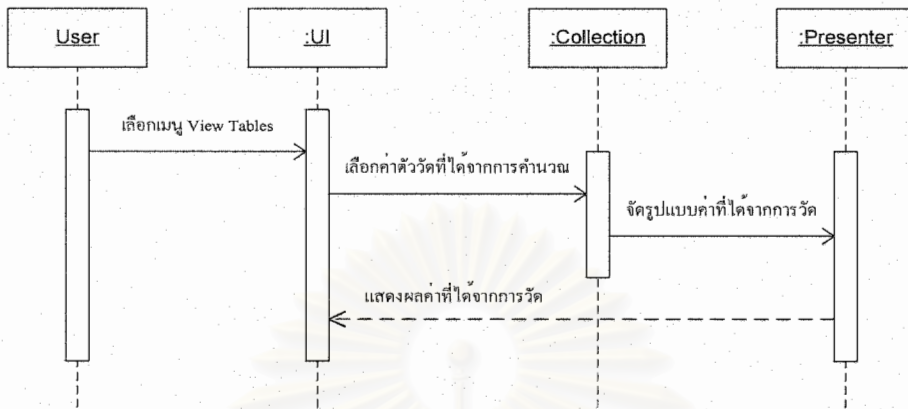 User
:UI
:Collection
:Presenter
เลือกเมนู View Tables
เลือกค่าตัววัดที่ได้จากการคำนวณ
จัดรูปแบบค่าที่ได้จากการวัด
แสดงผลค่าที่ได้จากการวัด